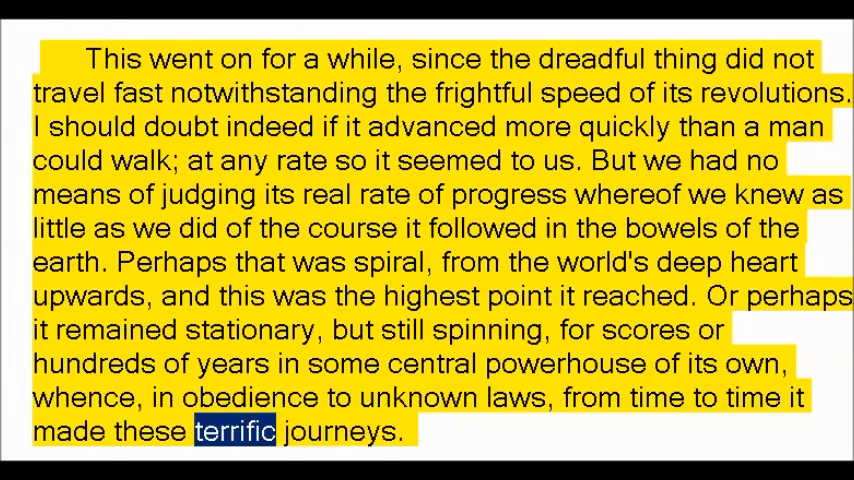 This went on for a while, since the dreadful thing did not
travel fast notwithstanding the frightful speed of its revolutions.
I should doubt indeed if it advanced more quickly than a man
could walk; at any rate so it seemed to us. But we had no
means of judging its real rate of progress whereof we knew as
little as we did of the course it followed in the bowels of the
earth. Perhaps that was spiral, from the world's deep heart
upwards, and this was the highest point it reached. Or perhaps
it remained stationary, but still spinning, for scores or
hundreds of years in some central powerhouse of its own,
whence, in obedience to unknown laws, from time to time it
made these terrific journeys.